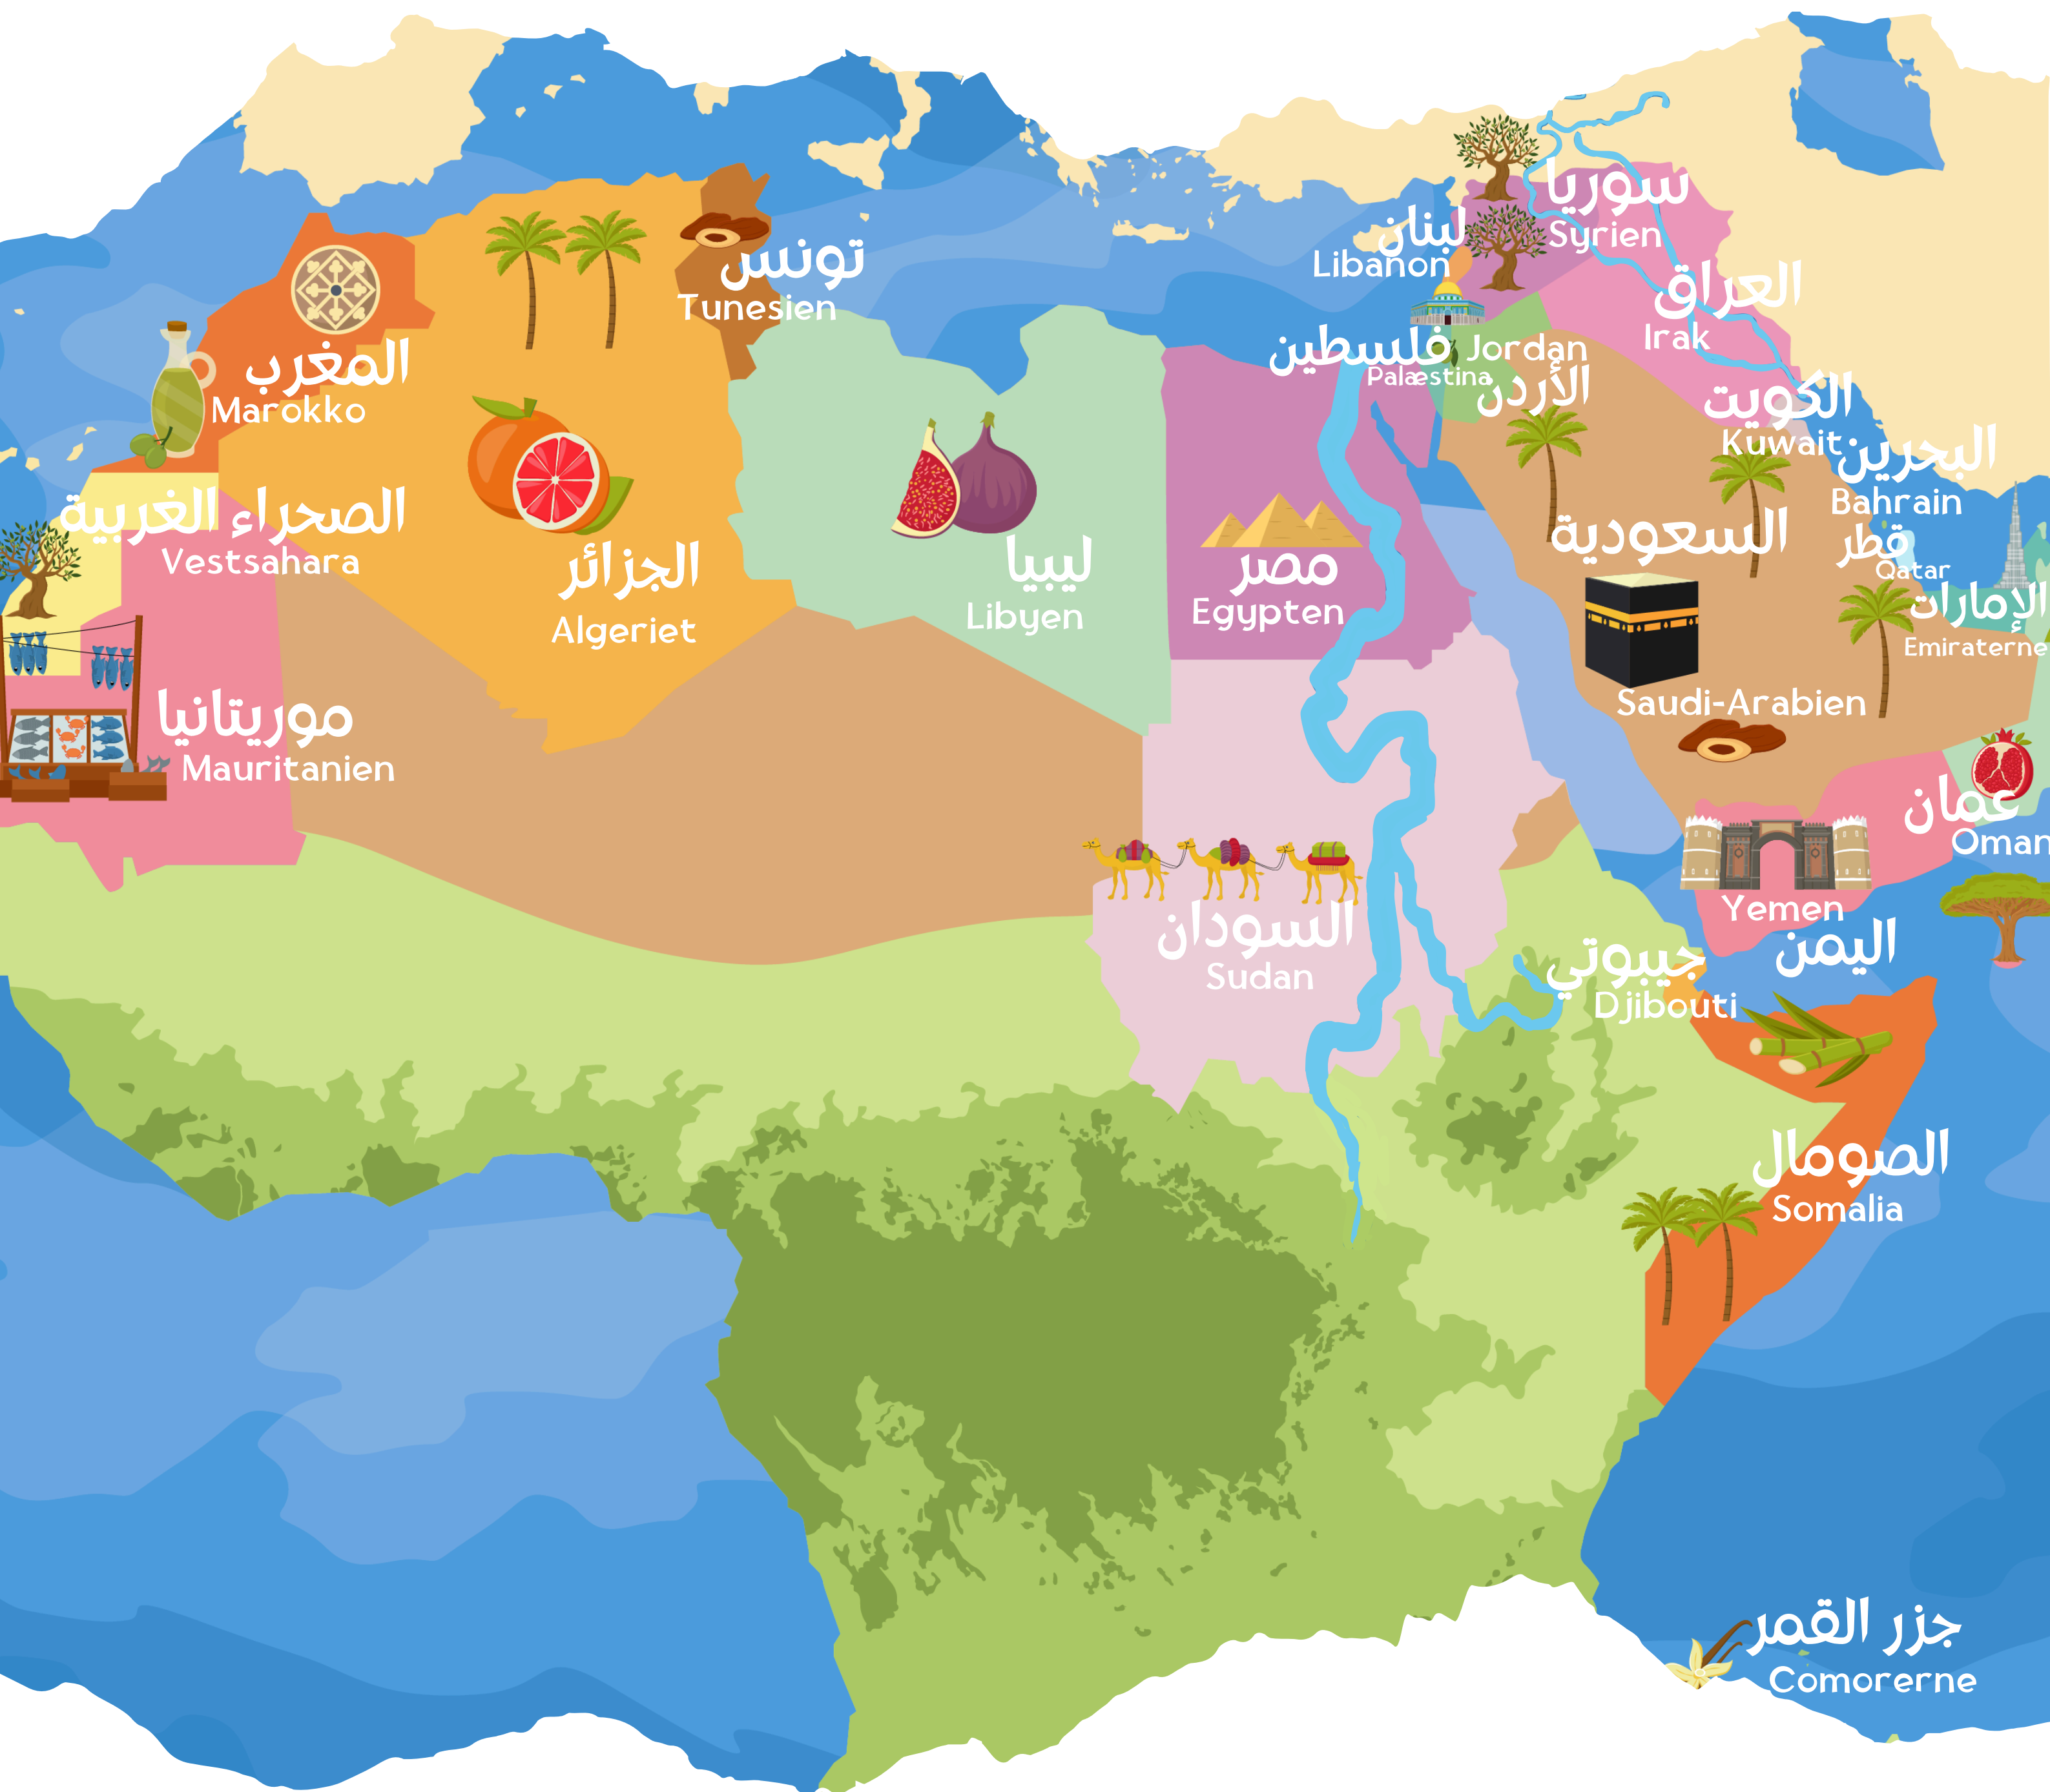 سوريا
Syrien
لبنان
Libanon
العراق
Irak
تونس
Tunesien
فلسطين
Palæstina
Jordan
الأردن
المغرب
Marokko
الكويت
Kuwait
البحرين
Bahrain
الصحراء الغربية
Vestsahara
الجزائر
Algeriet
ليبيا
Libyen
مصر
Egypten
السعودية
Saudi-Arabien
قطر
Qatar
الإمارات
Emiraterne
موريتانيا
Mauritanien
عمان
Oman
السودان
Sudan
Yemen
اليمن
جيبوتي
Djibouti
الصومال
Somalia
جزر القمر
Comorerne